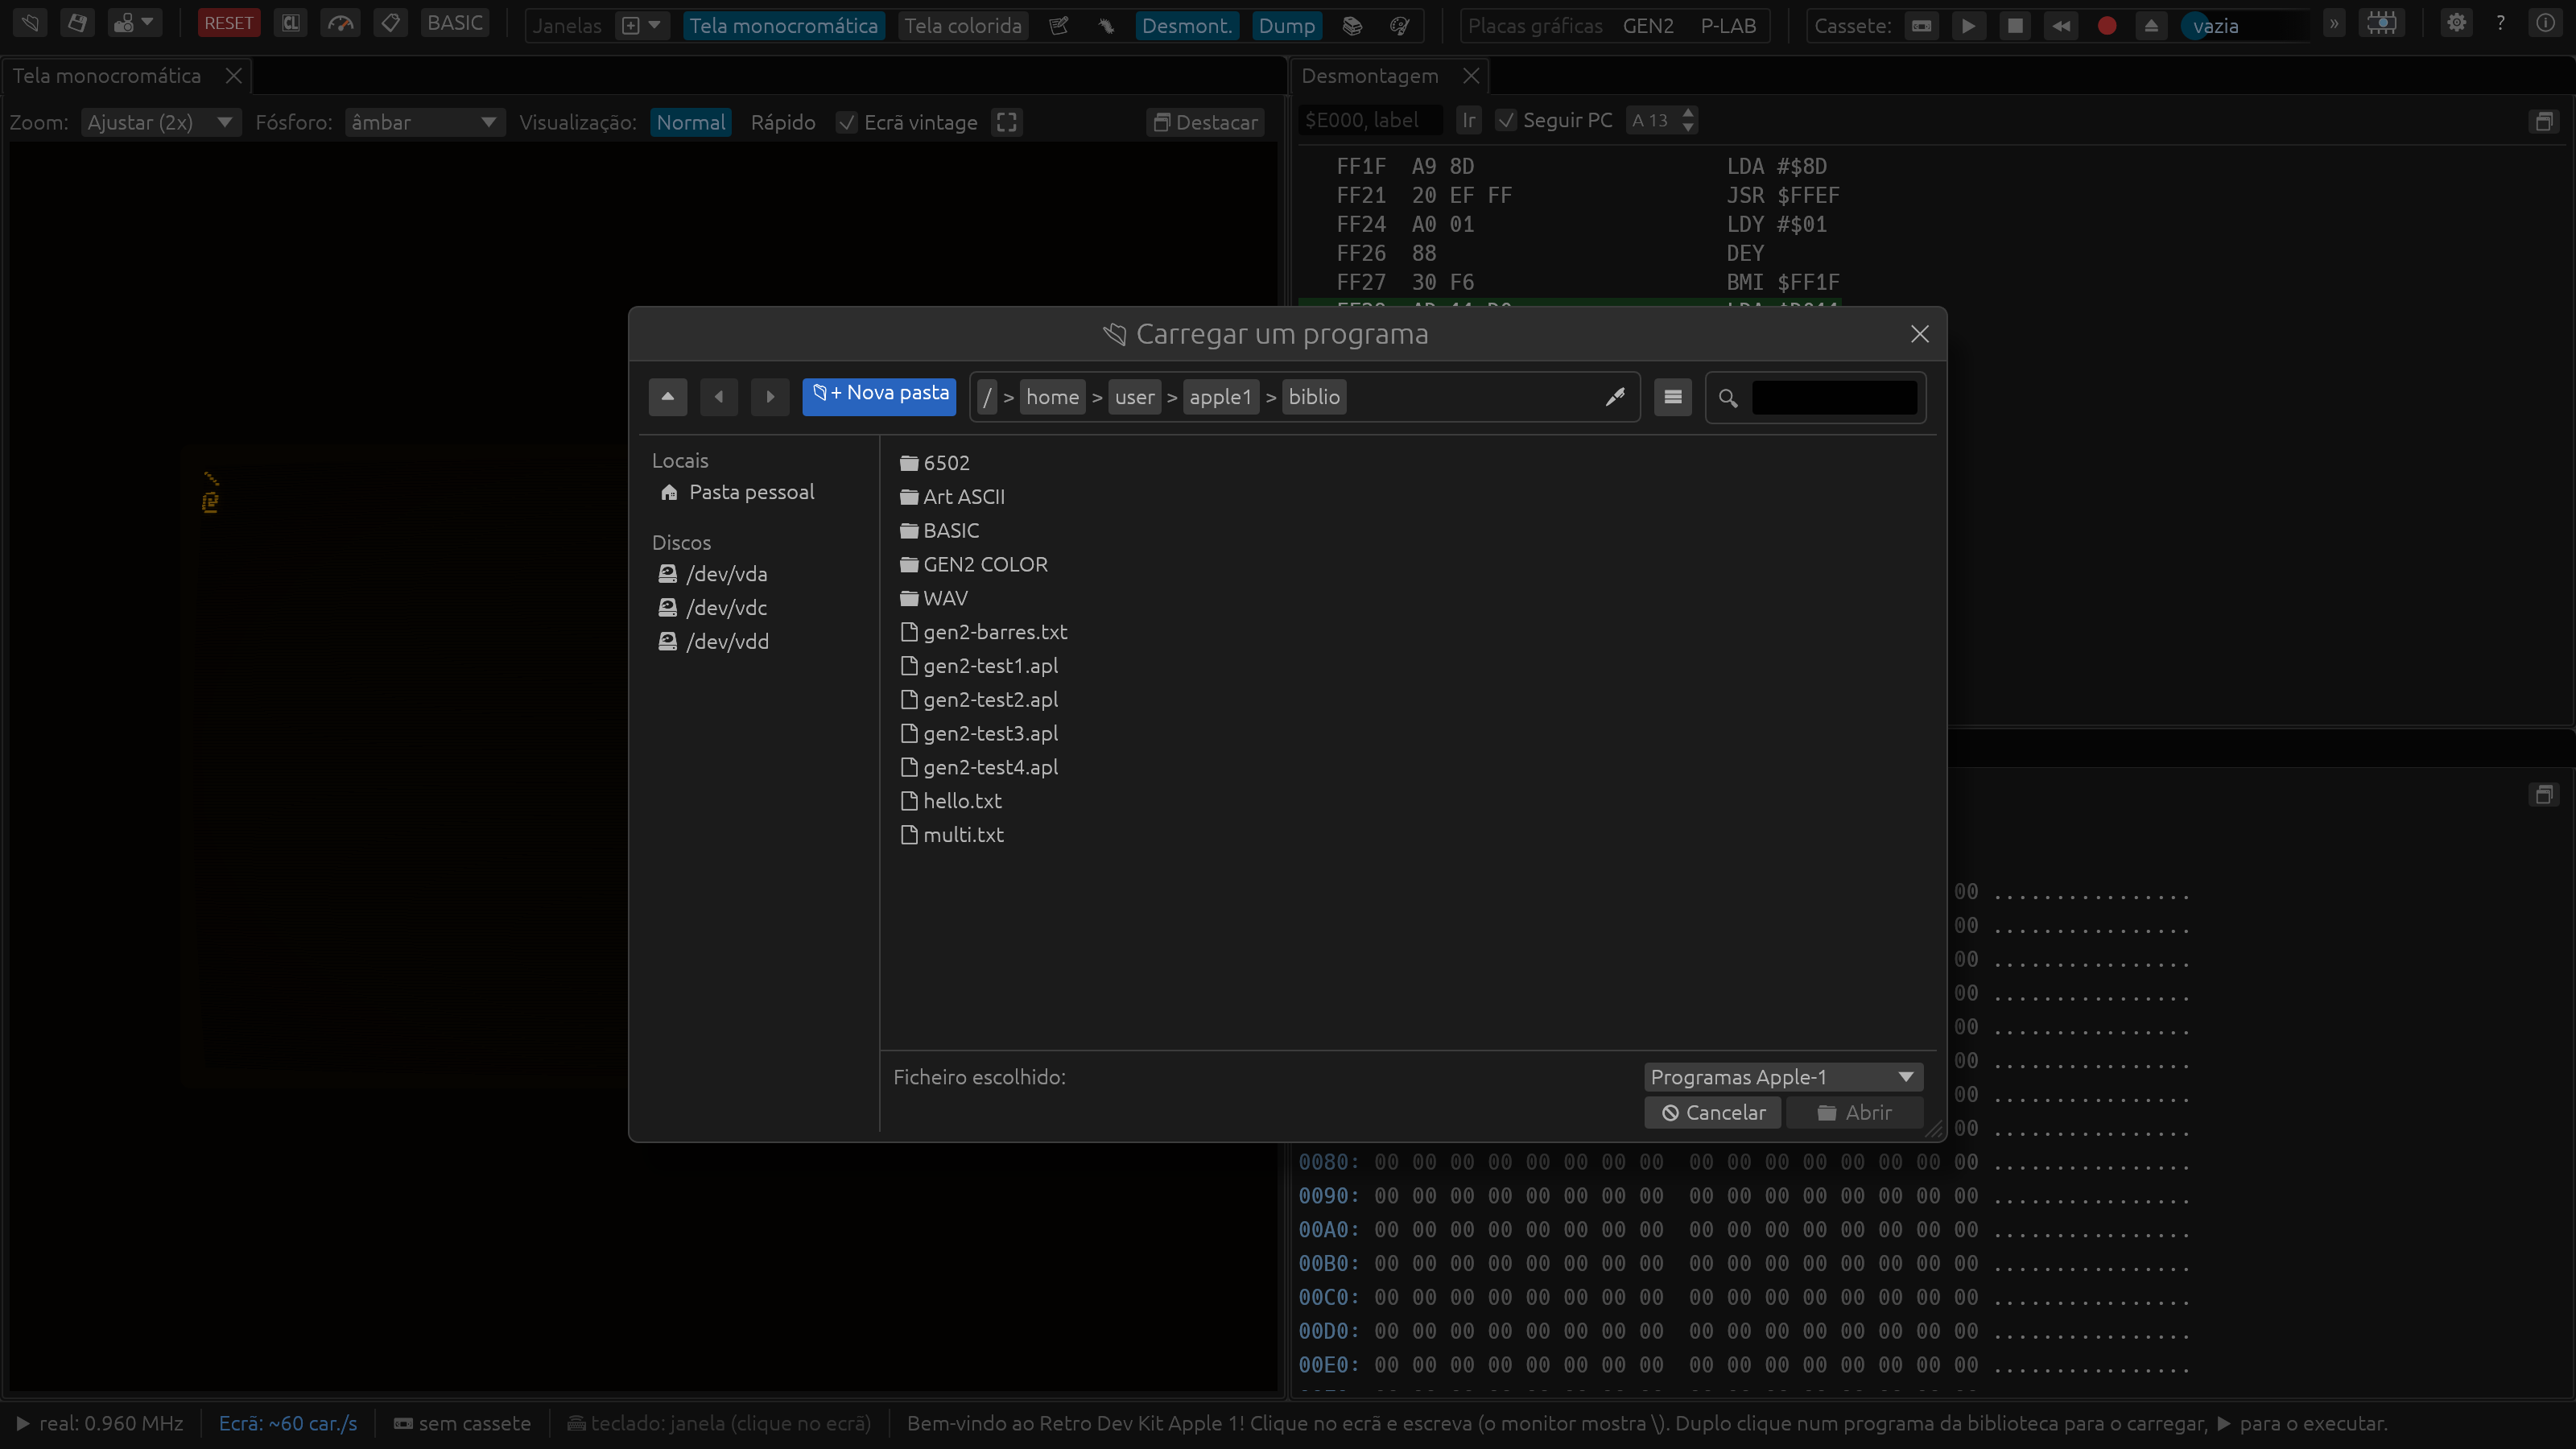 RESET BASIC Janelas Tela monocromática Tela colorida Desmont. Dump Placas gráficas GEN2 P-LAB Cassete: vazia » ?
Tela monocromática
Zoom: Ajustar (2x) Fósforo: âmbar Visualização: Normal Rápido Ecrã vintage Destacar
\
@
Desmontagem
$E000, label Ir Seguir PC A 13
FF1F A9 8D LDA #$8D
FF21 20 EF FF JSR $FFEF
FF24 A0 01 LDY #$01
FF26 88 DEY
FF27 30 F6 BMI $FF1F
Carregar um programa
+ Nova pasta / > home > user > apple1 > biblio
Locais
Pasta pessoal
Discos
/dev/vda
/dev/vdc
/dev/vdd
6502
Art ASCII
BASIC
GEN2 COLOR
WAV
gen2-barres.txt
gen2-test1.apl
gen2-test2.apl
gen2-test3.apl
gen2-test4.apl
hello.txt
multi.txt
Ficheiro escolhido: Programas Apple-1
Cancelar Abrir
00 ................
00 ................
00 ................
00 ................
00 ................
00 ................
00 ................
00 ................
0080: 00 00 00 00 00 00 00 00 00 00 00 00 00 00 00 00 ................
0090: 00 00 00 00 00 00 00 00 00 00 00 00 00 00 00 00 ................
00A0: 00 00 00 00 00 00 00 00 00 00 00 00 00 00 00 00 ................
00B0: 00 00 00 00 00 00 00 00 00 00 00 00 00 00 00 00 ................
00C0: 00 00 00 00 00 00 00 00 00 00 00 00 00 00 00 00 ................
00D0: 00 00 00 00 00 00 00 00 00 00 00 00 00 00 00 00 ................
00E0: 00 00 00 00 00 00 00 00 00 00 00 00 00 00 00 00 ................
real: 0.960 MHz Ecrã: ~60 car./s sem cassete teclado: janela (clique no ecrã) Bem-vindo ao Retro Dev Kit Apple 1! Clique no ecrã e escreva (o monitor mostra \). Duplo clique num programa da biblioteca para o carregar, ▶ para o executar.